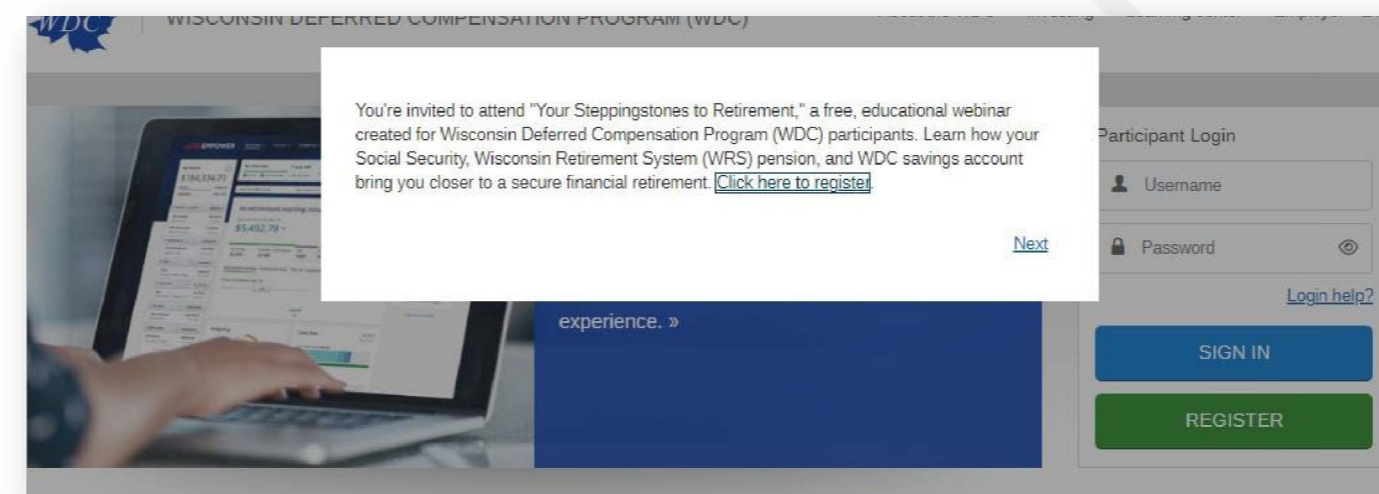 WDC
WISCONSIN DEFERRED COMPENSATION PROGRAM (WDC)
You're invited to attend "Your Steppingstones to Retirement," a free, educational webinar
created for Wisconsin Deferred Compensation Program (WDC) participants. Learn how your
Social Security, Wisconsin Retirement System (WRS) pension, and WDC savings account
bring you closer to a secure financial retirement. Click here to register.
Next
EMPOWER
$5,492.78
experience. »
Participant Login
Username
Password
Login help?
SIGN IN
REGISTER